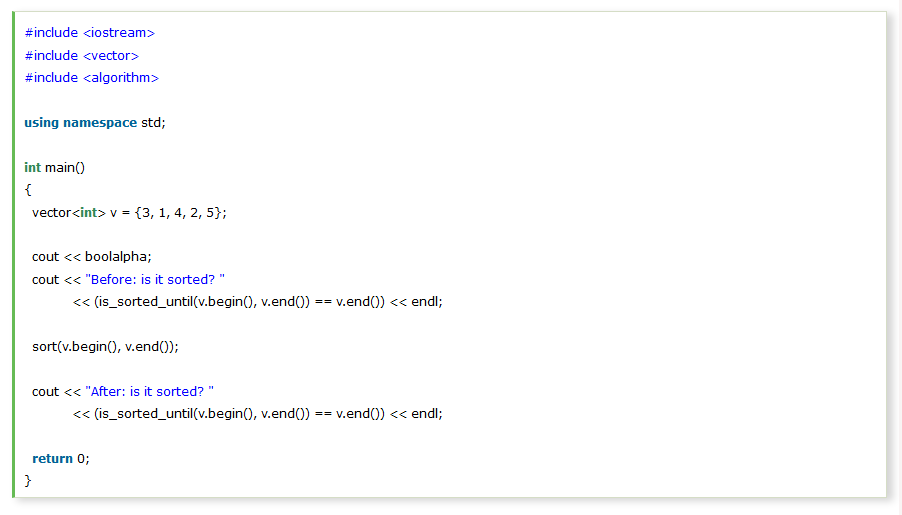 #include <iostream>
#include <vector>
#include <algorithm>
using namespace std;
int main()
{
vector<int> v = {3, 1, 4, 2, 5};
cout << boolalpha;
cout << "Before: is it sorted? "
<< (is_sorted_until(v.begin(), v.end()) == v.end()) << endl;
sort(v.begin(), v.end());
cout << "After: is it sorted? "
<< (is_sorted_until(v.begin(), v.end()) == v.end()) << endl;
return 0;
}